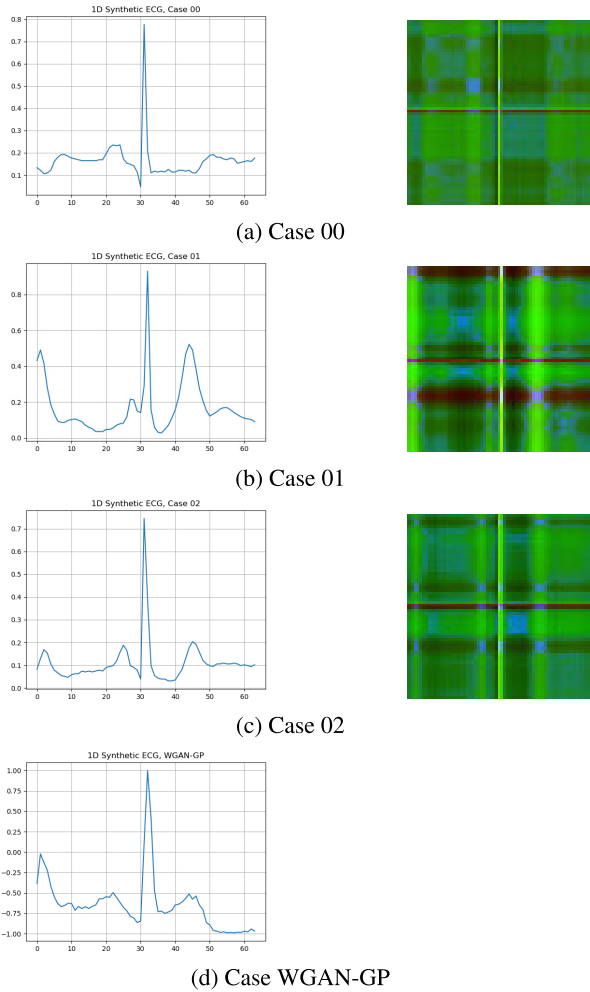 1D Synthetic ECG, Case 00
0.8
0.7
0.6
0.5
0.4
0.3
0.2
0.1
0 10 20 30 40 50 60
(a) Case 00
1D Synthetic ECG, Case 01
0.8
0.6
0.4
0.2
0.0
0 10 20 30 40 50 60
(b) Case 01
1D Synthetic ECG, Case 02
0.7
0.6
0.5
0.4
0.3
0.2
0.1
0.0
0 10 20 30 40 50 60
(c) Case 02
1D Synthetic ECG, WGAN-GP
1.00
0.75
0.50
0.25
0.00
−0.25
−0.50
−0.75
−1.00
0 10 20 30 40 50 60
(d) Case WGAN-GP